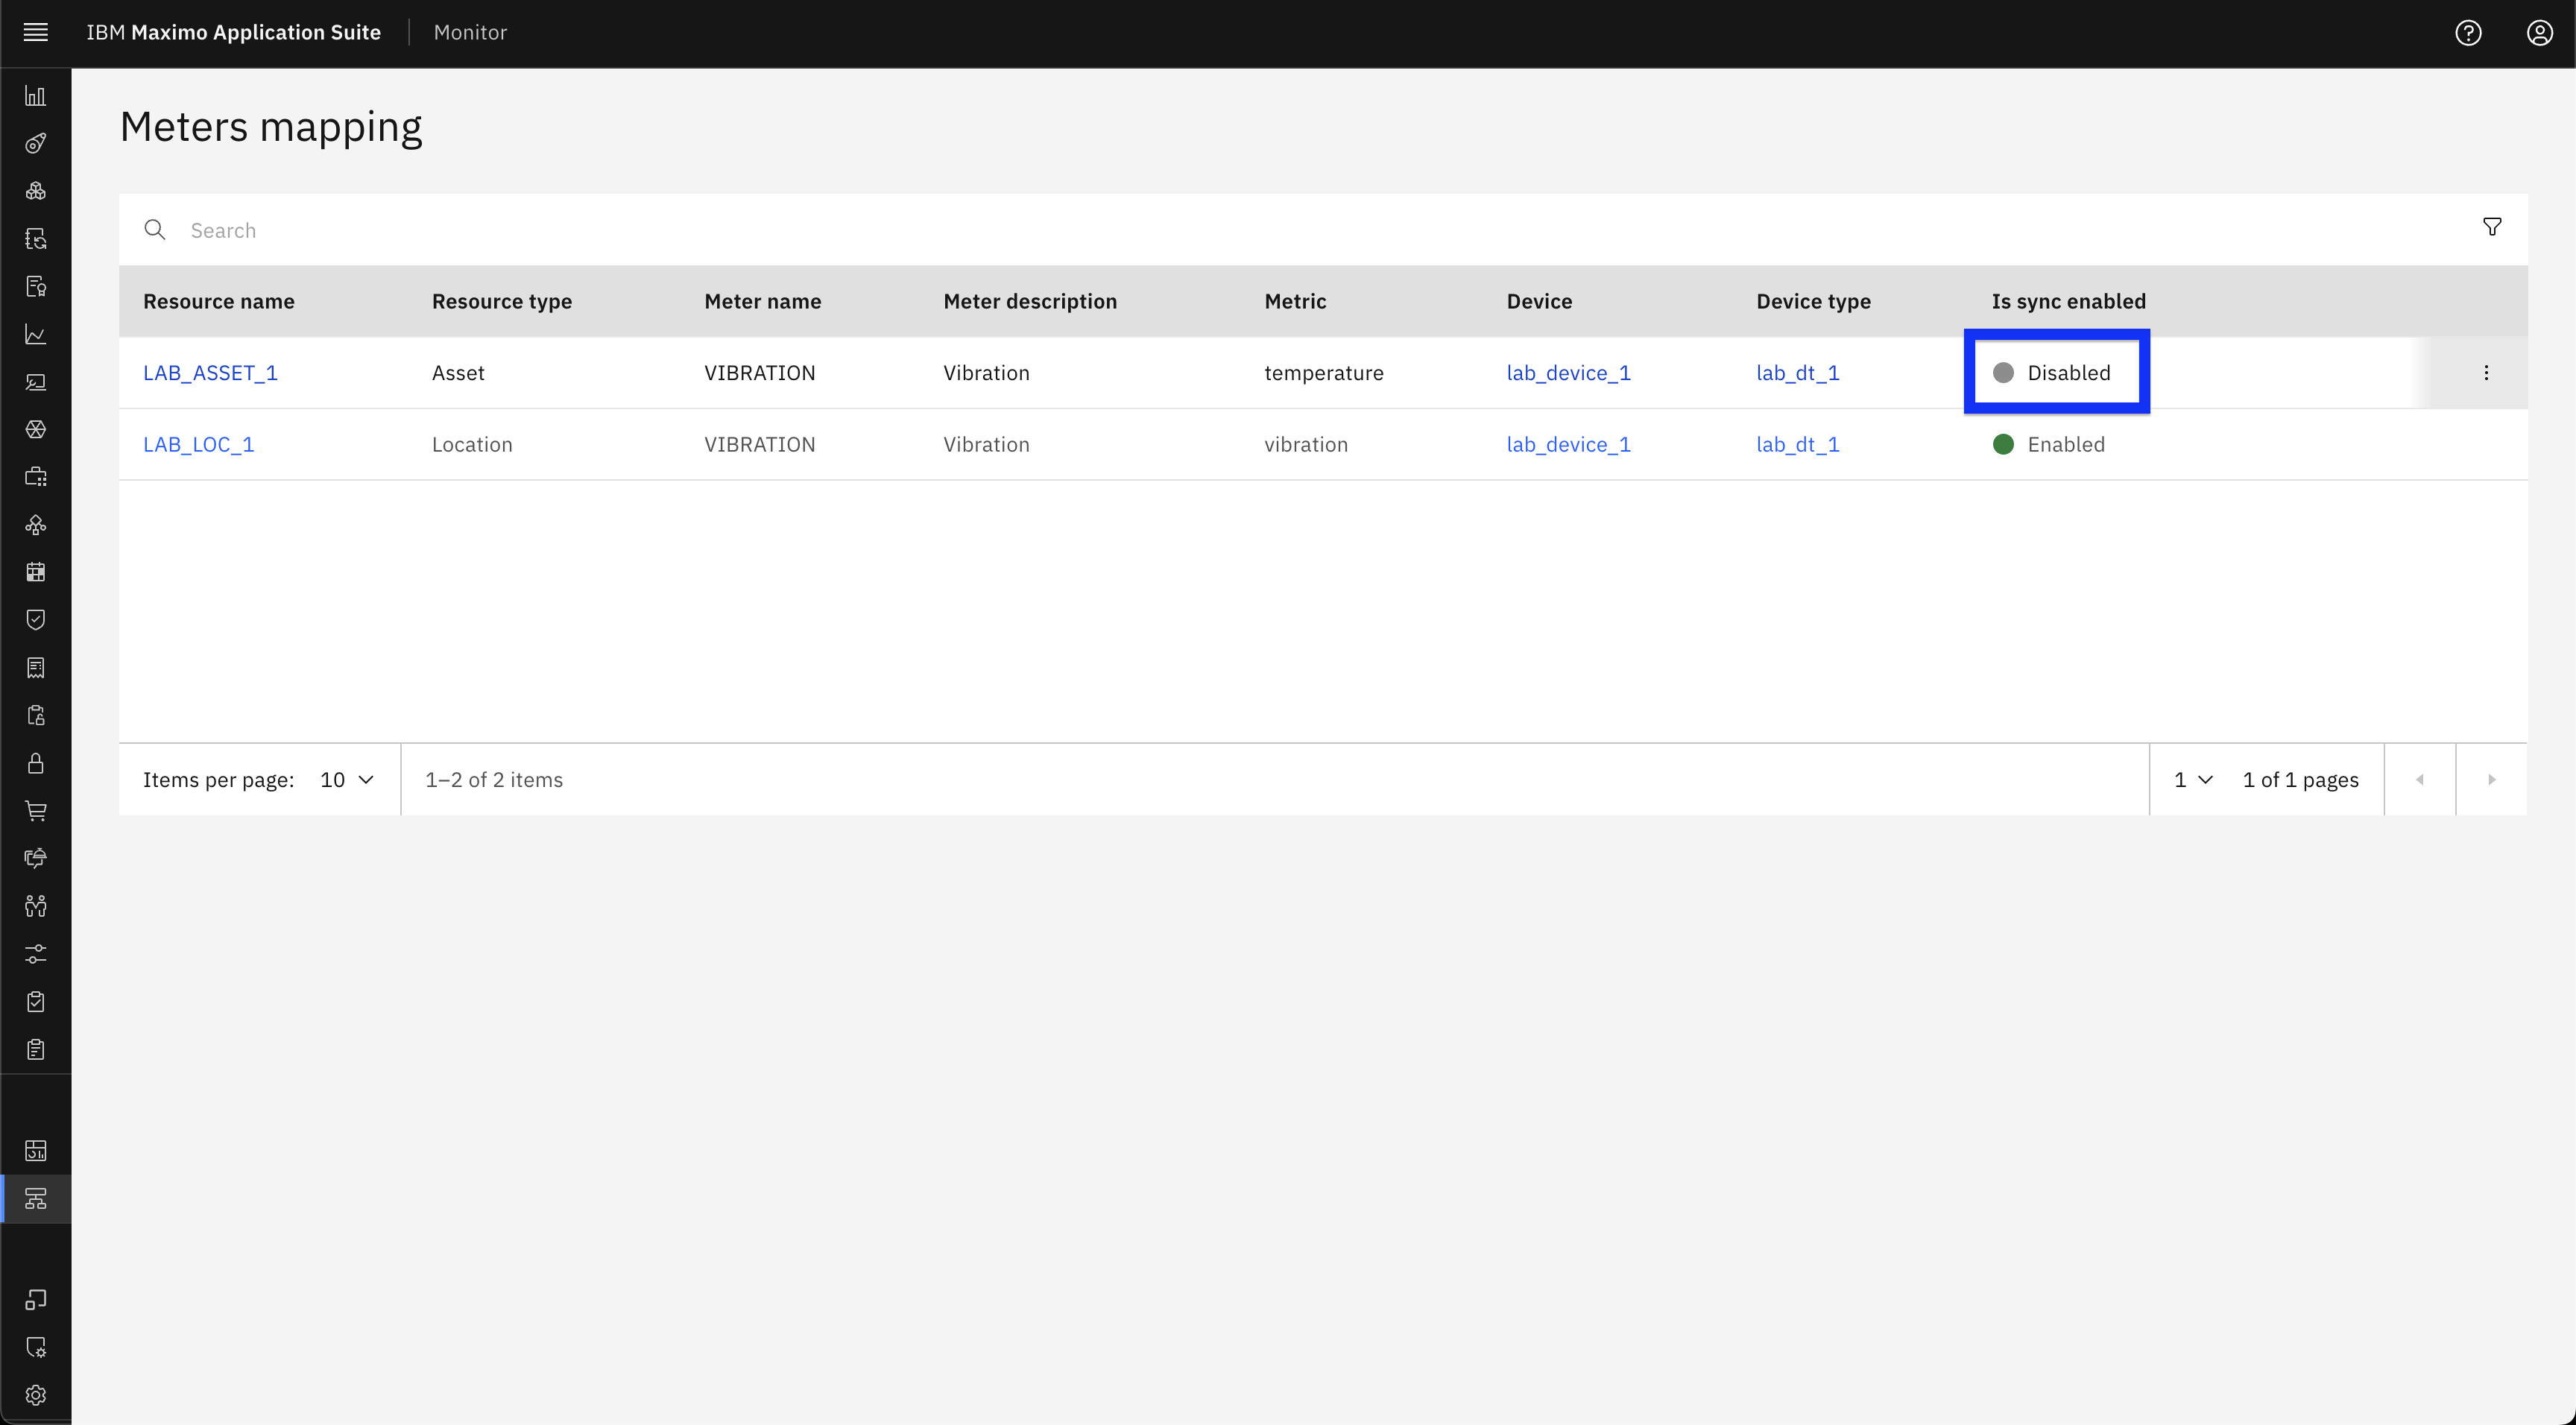 IBM Maximo Application Suite Monitor
Meters mapping
Search
Resource name Resource type Meter name Meter description Metric Device Device type Is sync enabled
LAB_ASSET_1 Asset VIBRATION Vibration temperature lab_device_1 lab_dt_1 Disabled
LAB_LOC_1 Location VIBRATION Vibration vibration lab_device_1 lab_dt_1 Enabled
Items per page: 10 1–2 of 2 items 1 1 of 1 pages